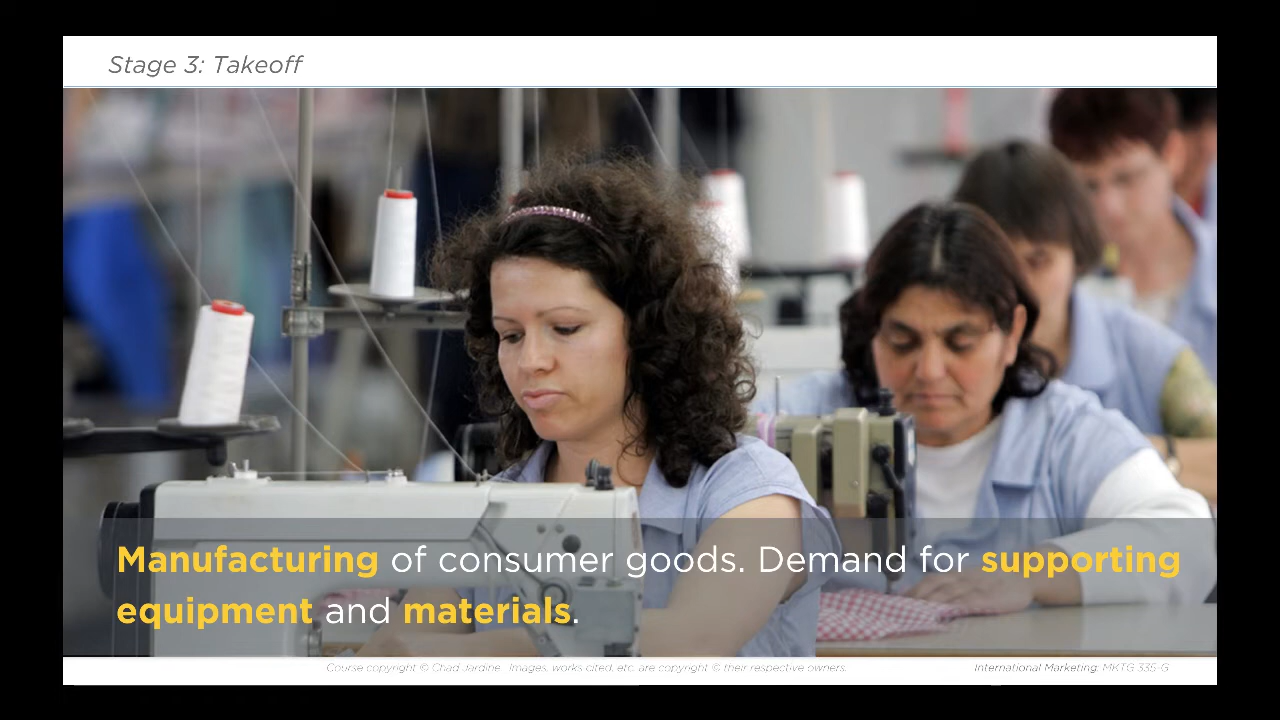 Stage 3: Takeoff
Manufacturing of consumer goods. Demand for supporting
equipment and materials.
Course copyright © Chad Jardine. Images, works cited, etc. are copyright © their respective owners.
International Marketing: MKTG 335-G